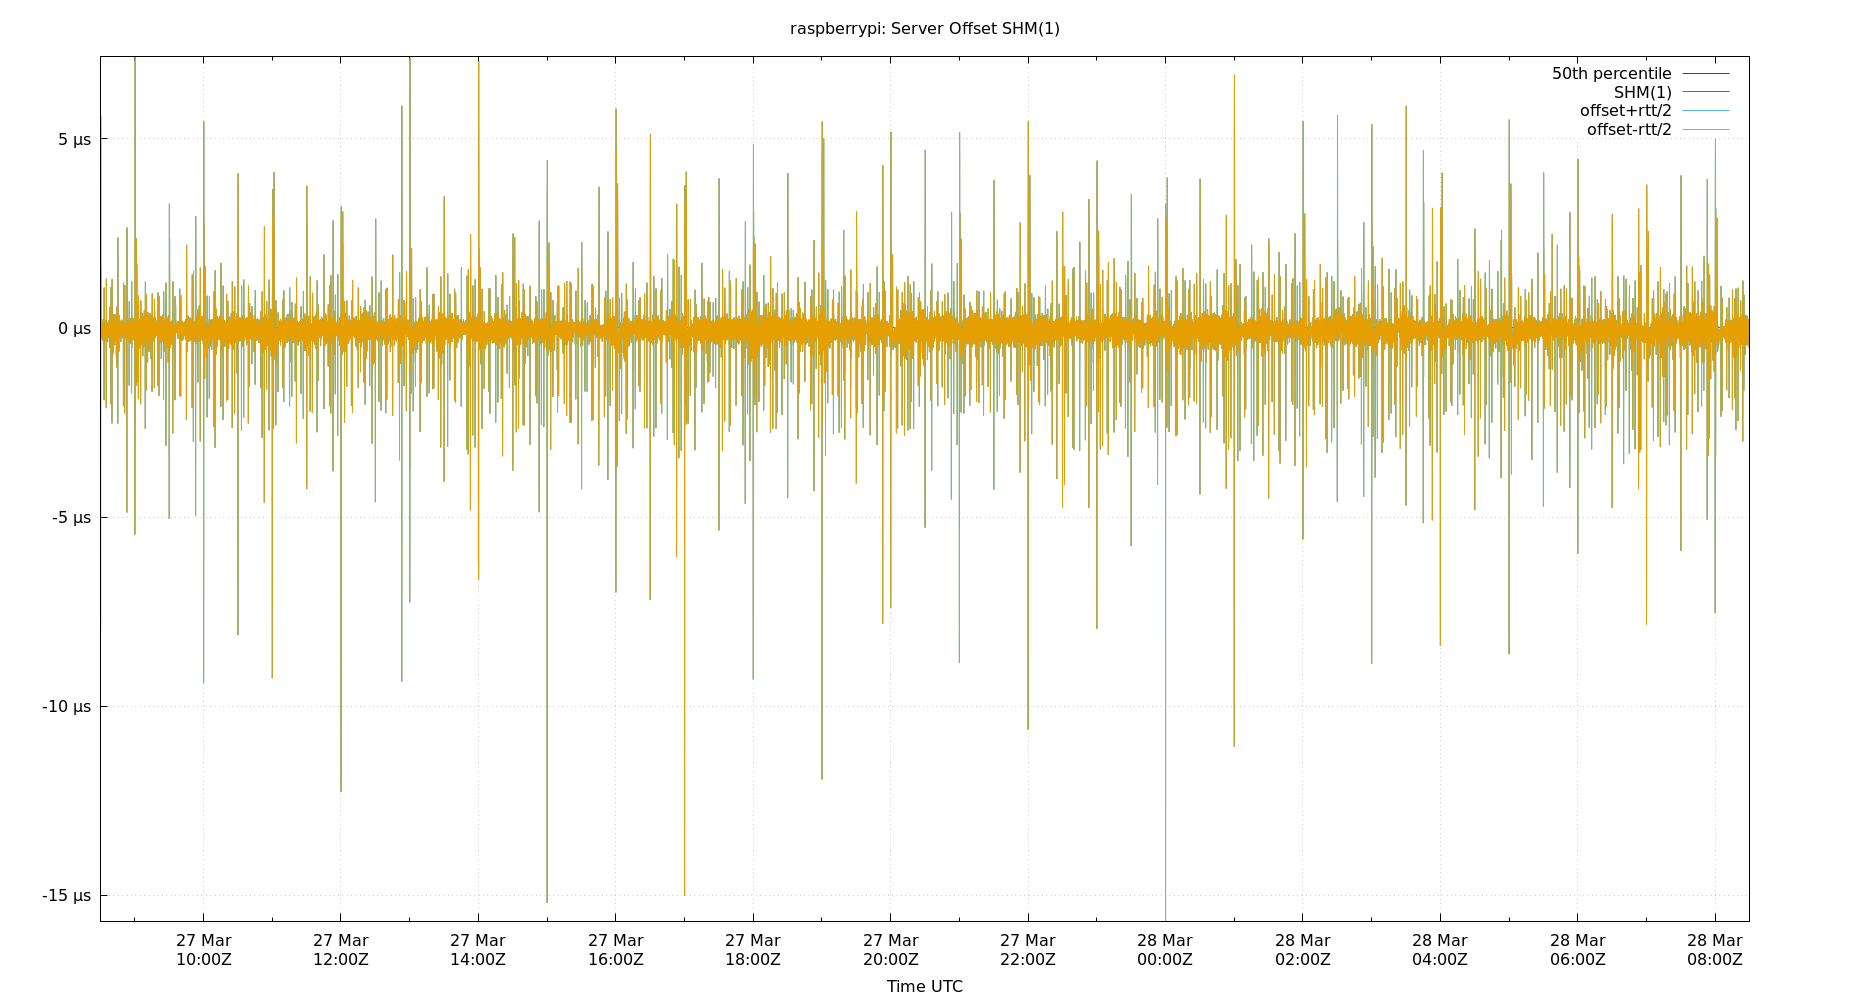 raspberrypi: Server Offset SHM(1)
50th percentile
SHM(1)
offset+rtt/2
offset-rtt/2
5 µs
0 µs
-5 µs
-10 µs
-15 µs
27 Mar 27 Mar 27 Mar 27 Mar 27 Mar 27 Mar 27 Mar 28 Mar 28 Mar 28 Mar 28 Mar 28 Mar
10:00Z 12:00Z 14:00Z 16:00Z 18:00Z 20:00Z 22:00Z 00:00Z 02:00Z 04:00Z 06:00Z 08:00Z
Time UTC